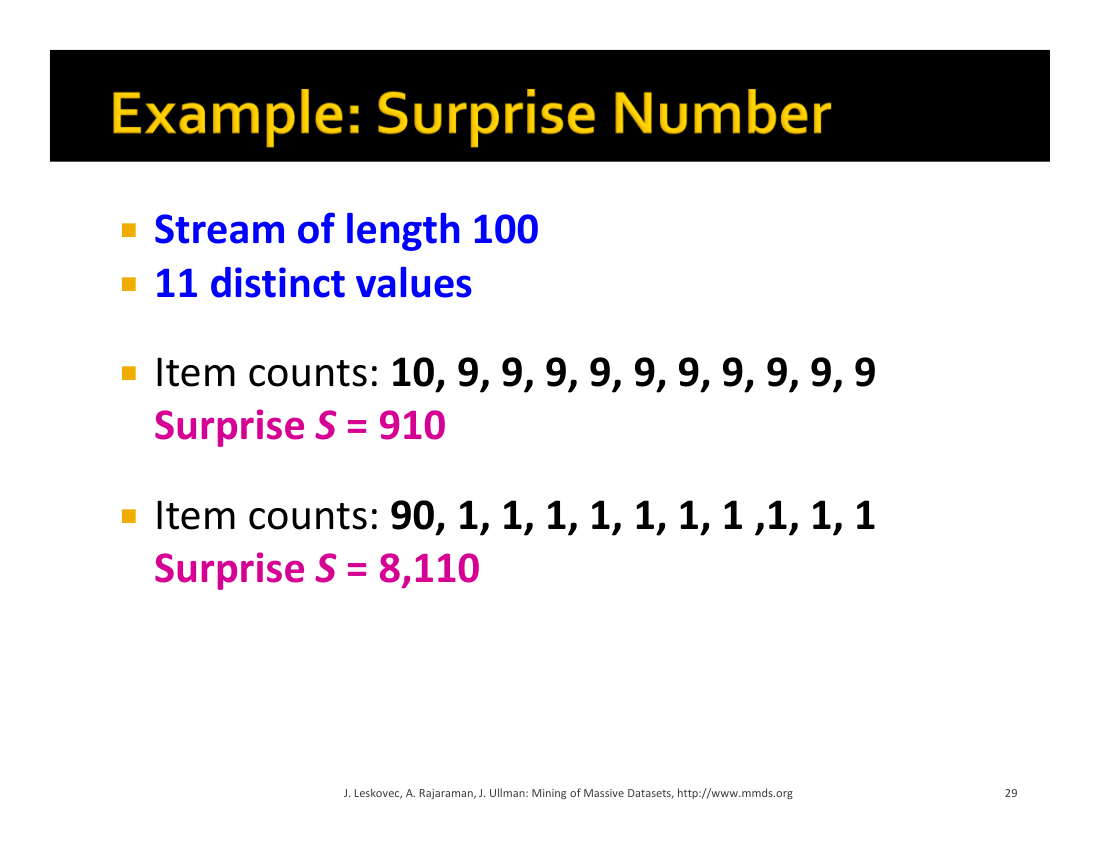 Example: Surprise Number
Stream of length 100
11 distinct values
Item counts: 10, 9, 9, 9, 9, 9, 9, 9, 9, 9, 9
Surprise S = 910
Item counts: 90, 1, 1, 1, 1, 1, 1, 1 ,1, 1, 1
Surprise S = 8,110
J. Leskovec, A. Rajaraman, J. Ullman: Mining of Massive Datasets, http://www.mmds.org
29